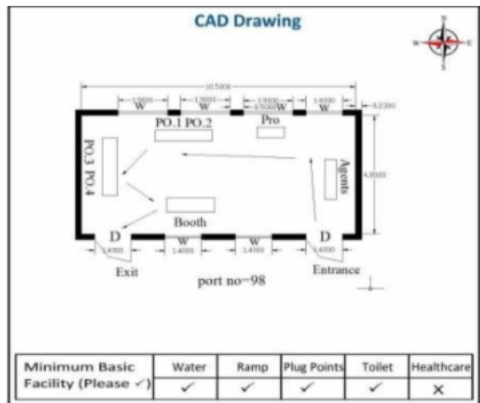 CAD Drawing
N
W E
S
10.5000
1.9000 1.9000 1.9000 1.4000
W W 0.5000 W W
0.2300
PO.1 PO.2 Pro
PO.3 PO.4
Agents
4.8000
Booth
D W W D
1.4000 1.4000 1.4000 1.4000
Exit Entrance
port no-98
Minimum Basic Facility (Please ✓) Water Ramp Plug Points Toilet Healthcare
✓ ✓ ✓ ✓ ×